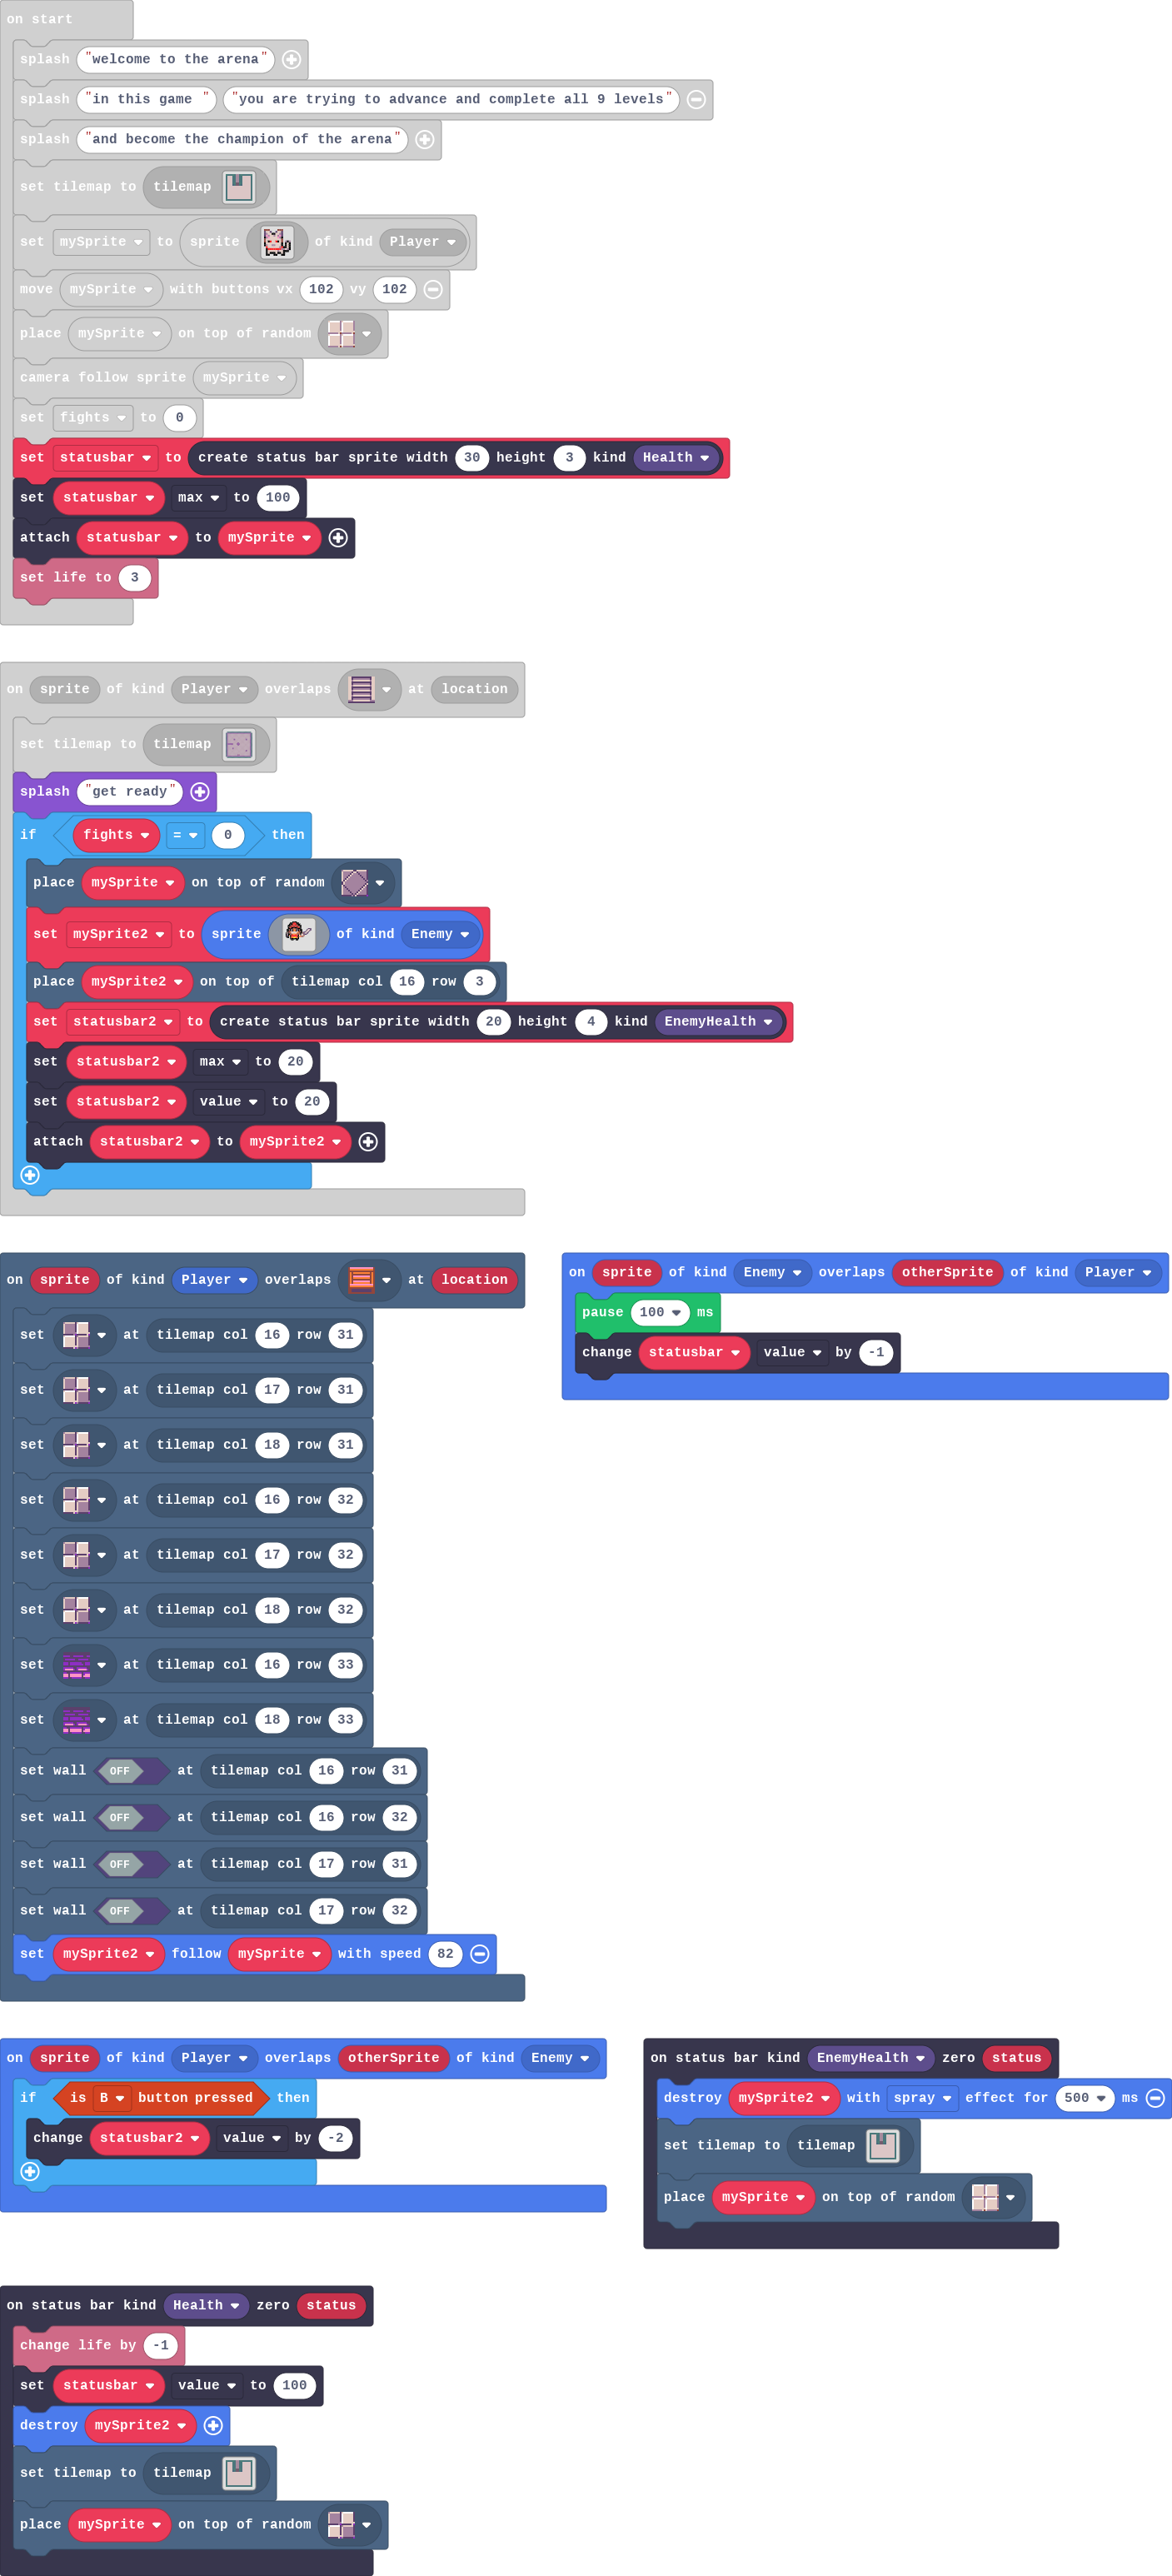 on start
splash "welcome to the arena"
splash "in this game " "you are trying to advance and complete all 9 levels"
splash "and become the champion of the arena"
set tilemap to tilemap
set mySprite to sprite of kind Player
move mySprite with buttons vx 102 vy 102
place mySprite on top of random
camera follow sprite mySprite
set fights to 0
set statusbar to create status bar sprite width 30 height 3 kind Health
set statusbar max to 100
attach statusbar to mySprite
set life to 3
on sprite of kind Player overlaps at location
set tilemap to tilemap
splash "get ready"
if fights = 0 then
place mySprite on top of random
set mySprite2 to sprite of kind Enemy
place mySprite2 on top of tilemap col 16 row 3
set statusbar2 to create status bar sprite width 20 height 4 kind EnemyHealth
set statusbar2 max to 20
set statusbar2 value to 20
attach statusbar2 to mySprite2
on sprite of kind Player overlaps at location
set at tilemap col 16 row 31
set at tilemap col 17 row 31
set at tilemap col 18 row 31
set at tilemap col 16 row 32
set at tilemap col 17 row 32
set at tilemap col 18 row 32
set at tilemap col 16 row 33
set at tilemap col 18 row 33
set wall OFF at tilemap col 16 row 31
set wall OFF at tilemap col 16 row 32
set wall OFF at tilemap col 17 row 31
set wall OFF at tilemap col 17 row 32
set mySprite2 follow mySprite with speed 82
on sprite of kind Enemy overlaps otherSprite of kind Player
pause 100 ms
change statusbar value by -1
on sprite of kind Player overlaps otherSprite of kind Enemy
if is B button pressed then
change statusbar2 value by -2
on status bar kind EnemyHealth zero status
destroy mySprite2 with spray effect for 500 ms
set tilemap to tilemap
place mySprite on top of random
on status bar kind Health zero status
change life by -1
set statusbar value to 100
destroy mySprite2
set tilemap to tilemap
place mySprite on top of random